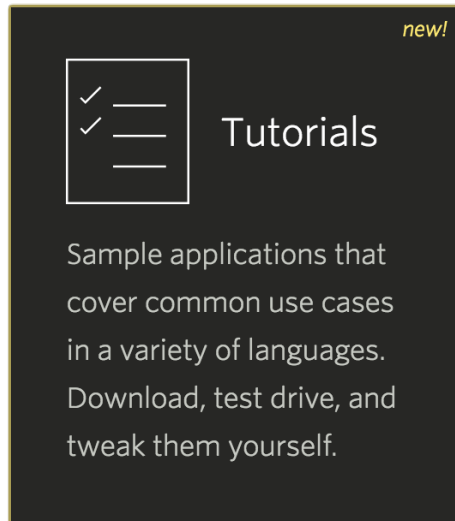 new!
Tutorials
Sample applications that
cover common use cases
in a variety of languages.
Download, test drive, and
tweak them yourself.